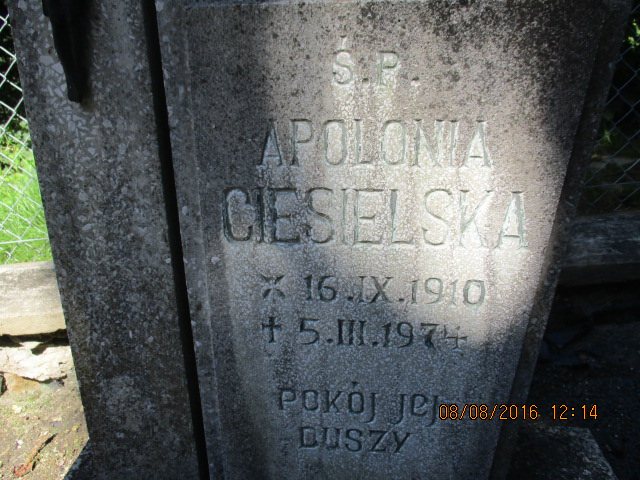 Ś.P.
APOLONIA
CIESIELSKA
* 16.IX.1910
✝ 5.III.1974
POKÓJ JEJ
DUSZY
08/08/2016 12:14